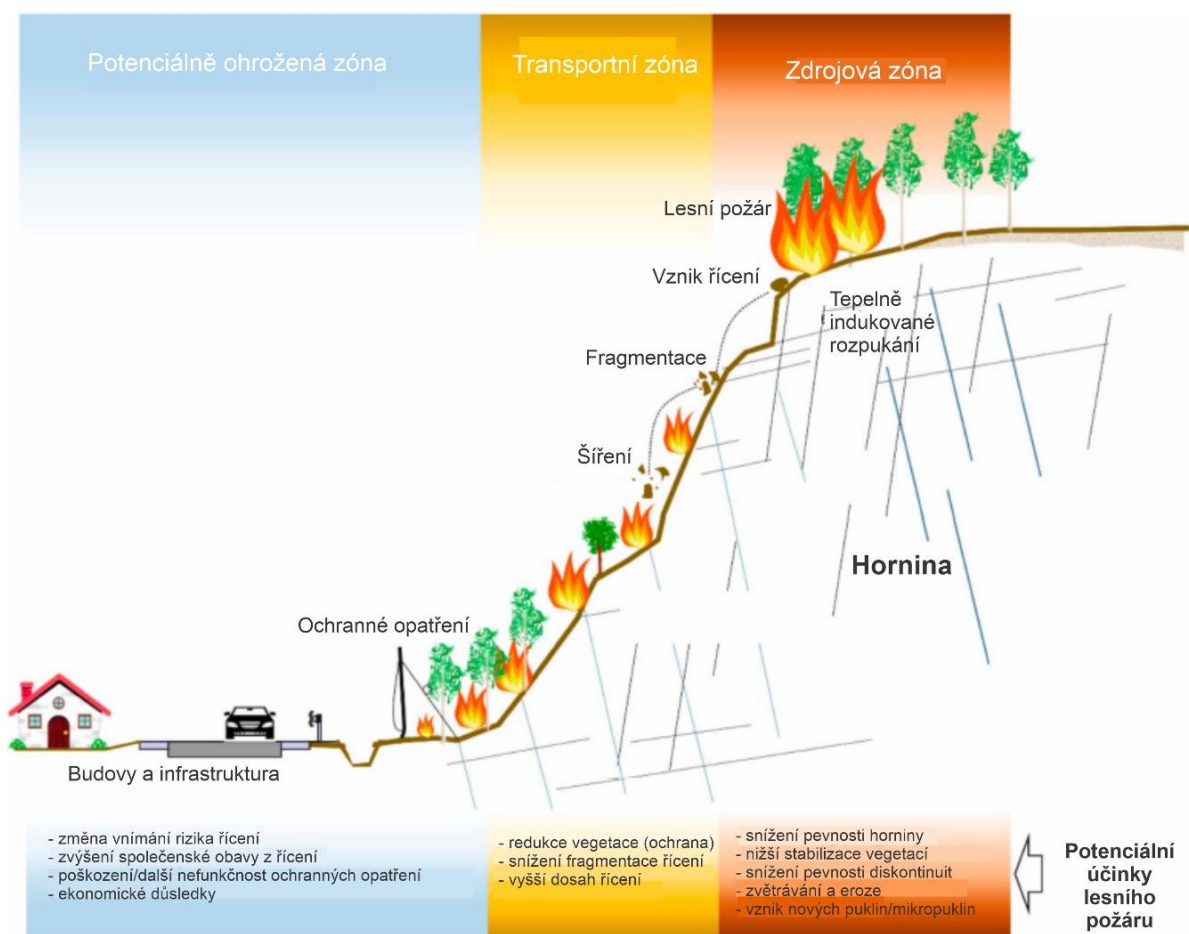 Potenciálně ohrožená zóna
Transportní zóna
Zdrojová zóna
Lesní požár
Vznik řícení
Tepelně
indukované
rozpukání
Fragmentace
Šíření
Hornina
Ochranné opatření
Budovy a infrastruktura
- změna vnímání rizika řícení
- zvýšení společenské obavy z řícení
- poškození/další nefunkčnost ochranných opatření
- ekonomické důsledky
- redukce vegetace (ochrana)
- snížení fragmentace řícení
- vyšší dosah řícení
- snížení pevnosti horniny
- nižší stabilizace vegetací
- snížení pevnosti diskontinuit
- zvětrávání a eroze
- vznik nových puklin/mikropuklin
Potenciální
účinky
lesního
požáru